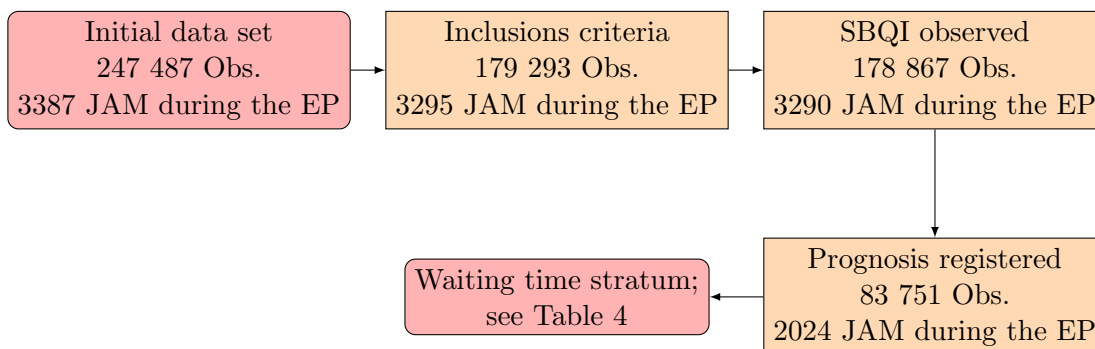 Initial data set
247 487 Obs.
3387 JAM during the EP
Inclusions criteria
179 293 Obs.
3295 JAM during the EP
SBQI observed
178 867 Obs.
3290 JAM during the EP
Prognosis registered
83 751 Obs.
2024 JAM during the EP
Waiting time stratum;
see Table 4